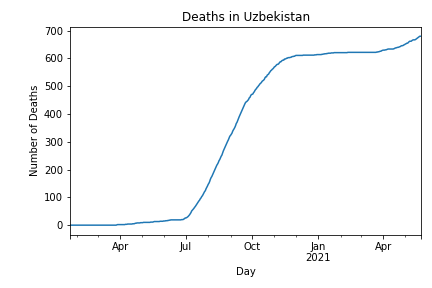 Deaths in Uzbekistan
Number of Deaths
700
600
500
400
300
200
100
0
Apr
Jul
Oct
Jan
2021
Apr
Day